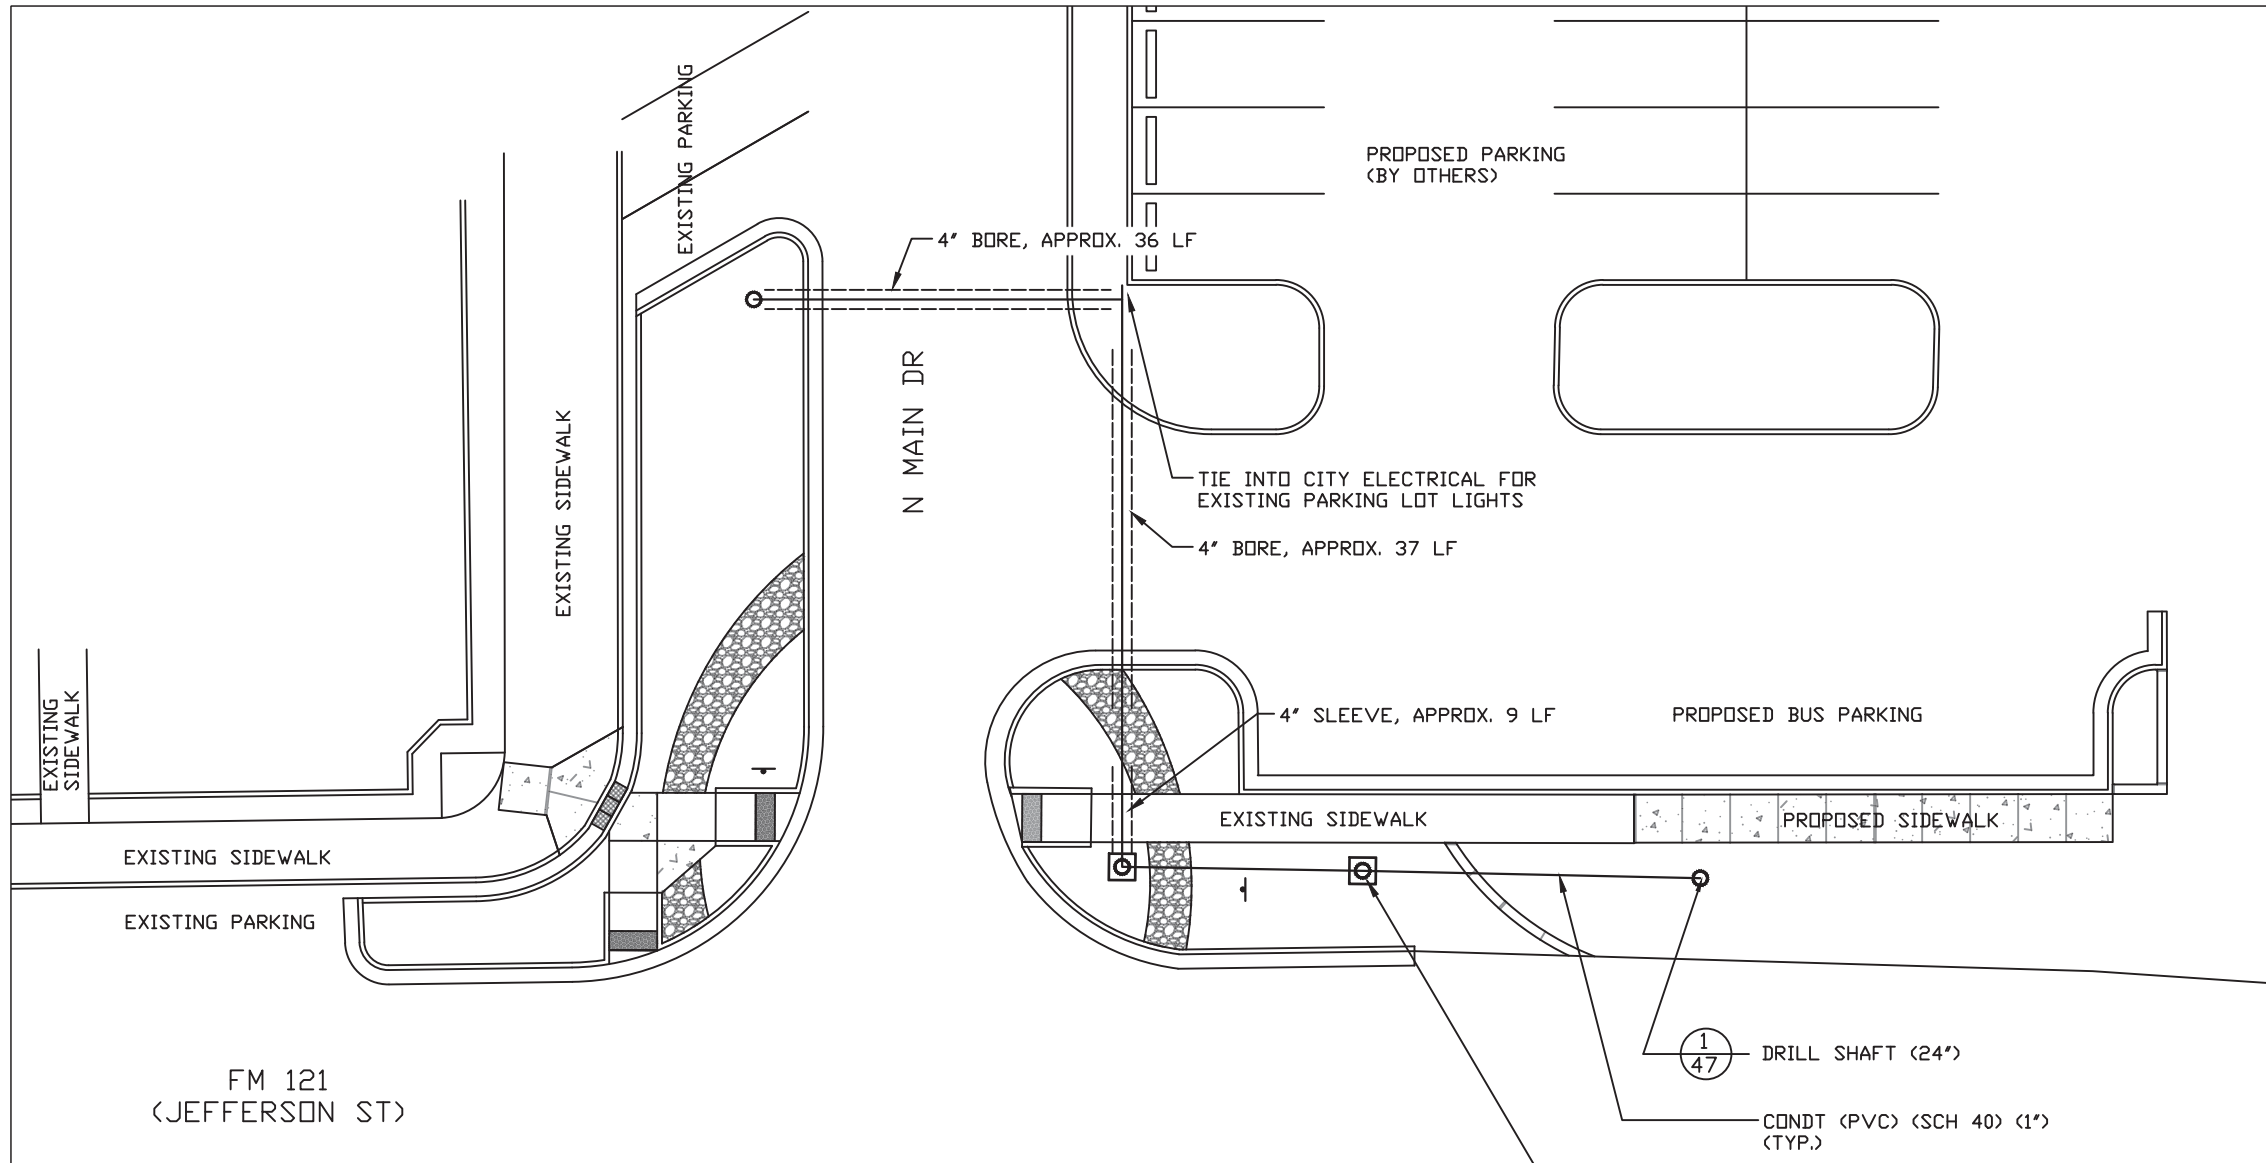 EXISTING PARKING
PROPOSED PARKING
(BY OTHERS)
4" BORE, APPROX. 36 LF
N MAIN DR
EXISTING SIDEWALK
TIE INTO CITY ELECTRICAL FOR
EXISTING PARKING LOT LIGHTS
4" BORE, APPROX. 37 LF
EXISTING
SIDEWALK
4" SLEEVE, APPROX. 9 LF
PROPOSED BUS PARKING
EXISTING SIDEWALK
PROPOSED SIDEWALK
EXISTING SIDEWALK
EXISTING PARKING
1
47
DRILL SHAFT (24")
FM 121
(JEFFERSON ST)
CONDT (PVC) (SCH 40) (1")
(TYP.)